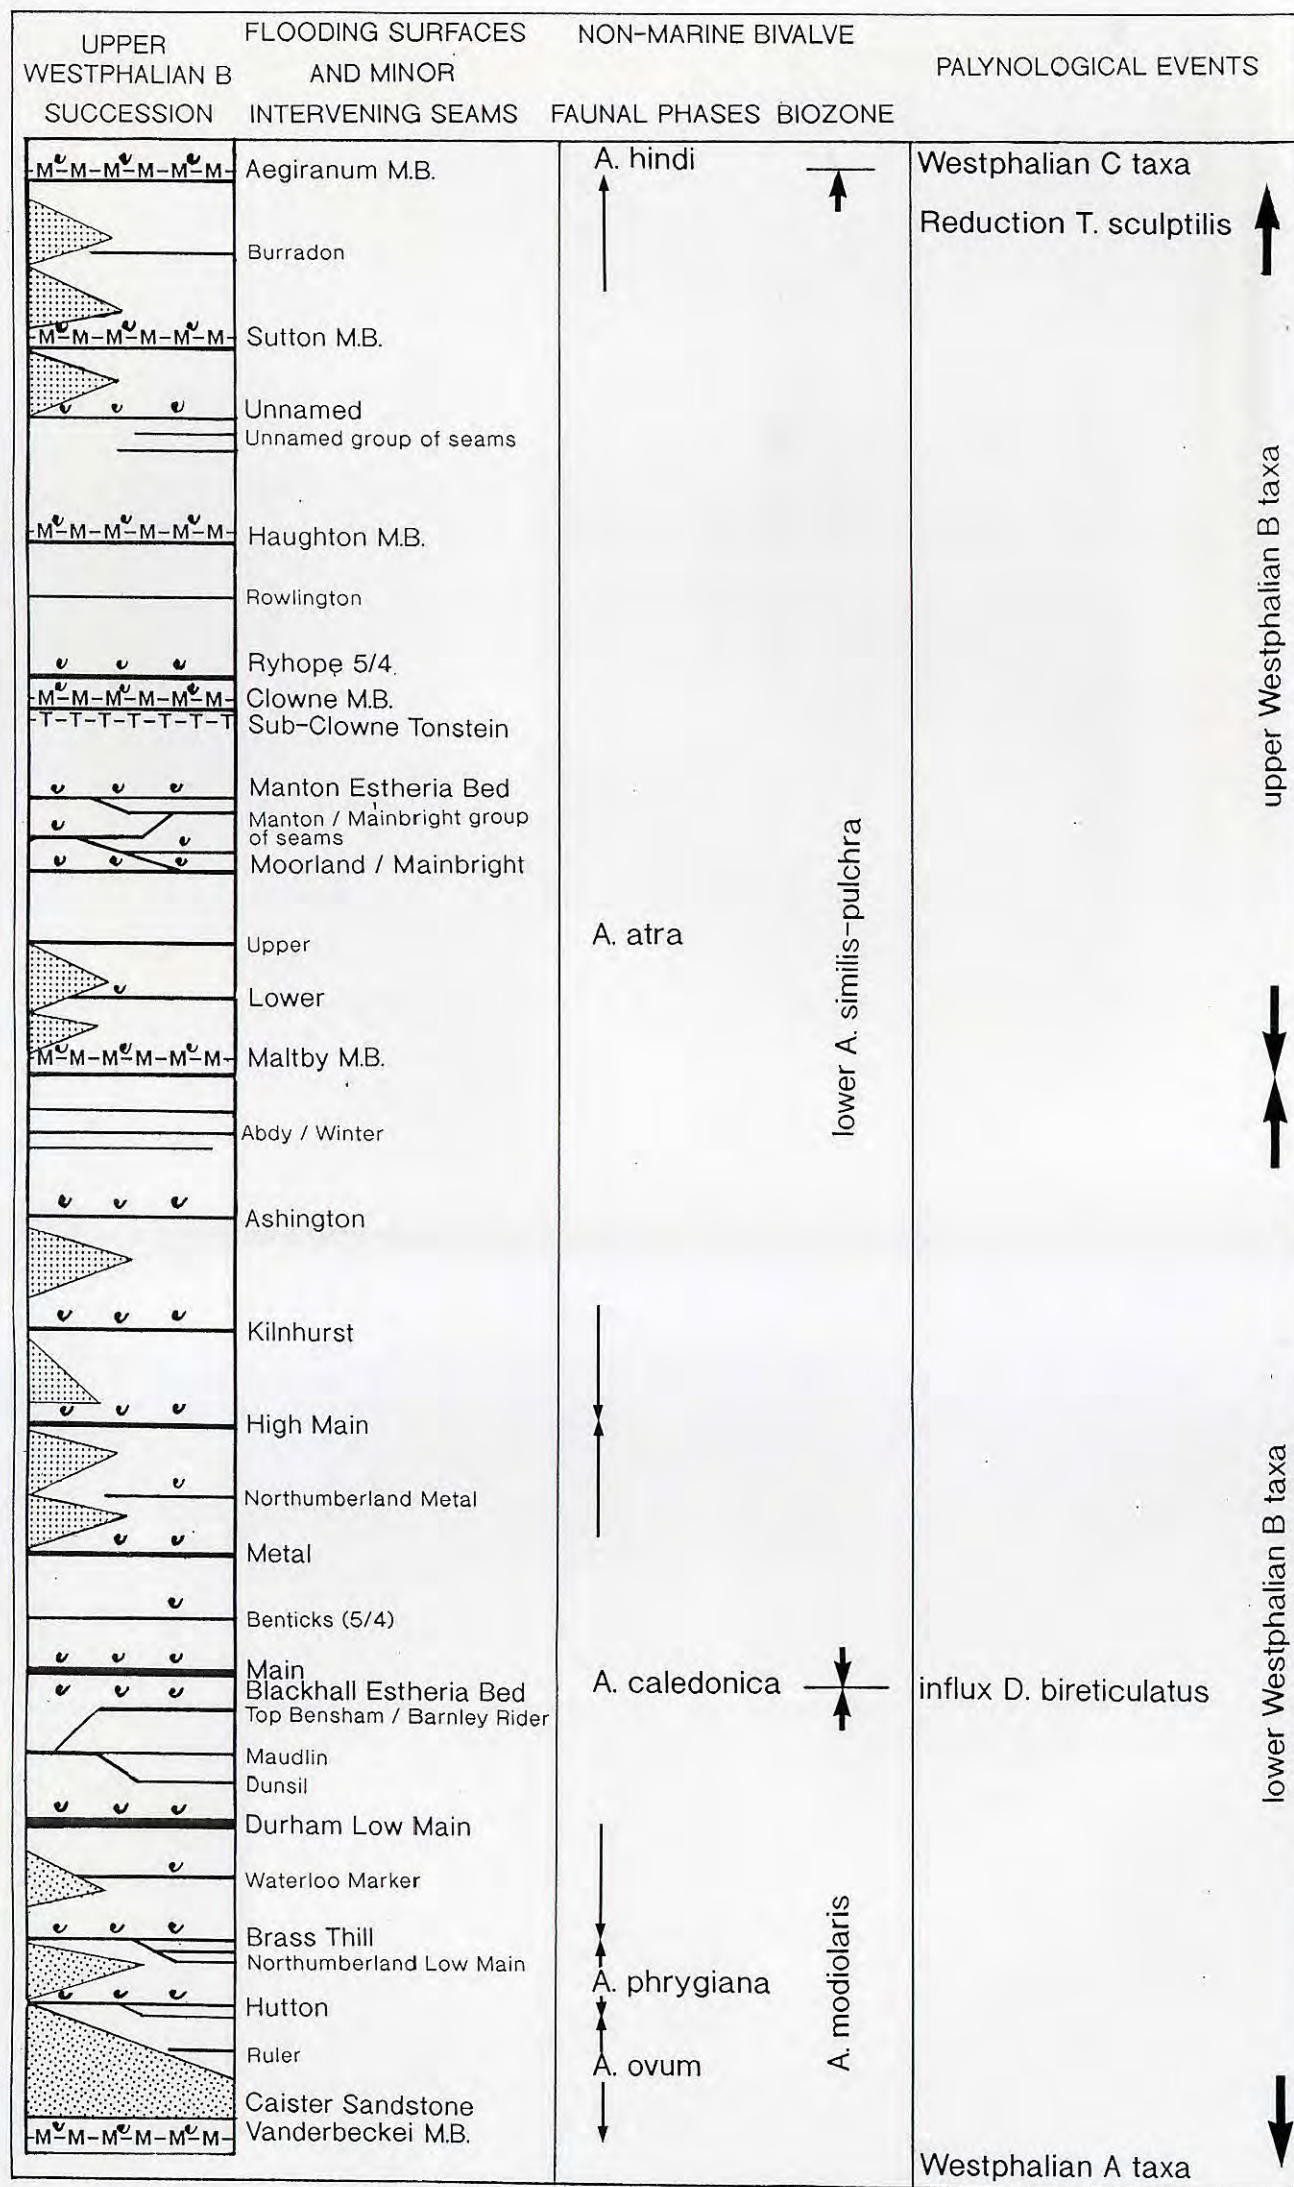 UPPER
WESTPHALIAN B
SUCCESSION
FLOODING SURFACES
AND MINOR
INTERVENING SEAMS
NON-MARINE BIVALVE
FAUNAL PHASES BIOZONE
PALYNOLOGICAL EVENTS
M-M-M-M-M-M
Aegiranum M.B.
A. hindi
Westphalian C taxa
Reduction T. sculptilis
Burradon
M-M-M-M-M-M
Sutton M.B.
Unnamed
Unnamed group of seams
M-M-M-M-M-M
Haughton M.B.
Rowlington
Ryhope 5/4
M-M-M-M-M-M
Clowne M.B.
T-T-T-T-T-T-T
Sub-Clowne Tonstein
Manton Estheria Bed
Manton / Mainbright group
of seams
Moorland / Mainbright
Upper
A. atra
Lower
M-M-M-M-M-M
Maltby M.B.
Abdy / Winter
Ashington
Kilnhurst
High Main
Northumberland Metal
Metal
Benticks (5/4)
Main
Blackhall Estheria Bed
A. caledonica
influx D. bireticulatus
Top Bensham / Barnley Rider
Maudlin
Dunsil
Durham Low Main
Waterloo Marker
Brass Thill
Northumberland Low Main
A. phrygiana
Hutton
Ruler
A. ovum
Caister Sandstone
M-M-M-M-M-M
Vanderbeckei M.B.
Westphalian A taxa
lower A. similis-pulchra
A. modiolaris
upper Westphalian B taxa
lower Westphalian B taxa